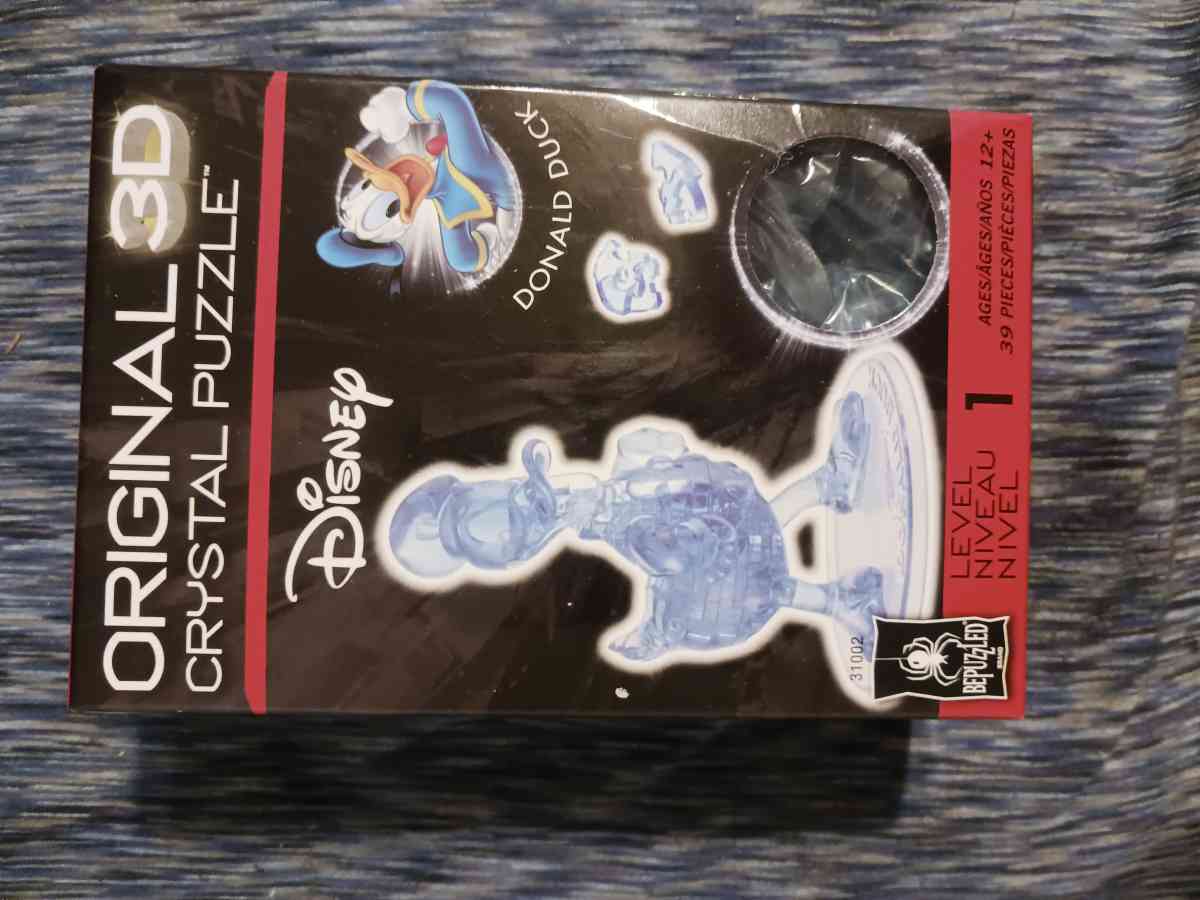 ORIGINAL 3D
CRYSTAL PUZZLE™
DISNEY
DONALD DUCK
31002
BEPUZZLED®
BRAND
LEVEL
NIVEAU
NIVEL
1
AGES/ÂGES/AÑOS 12+
39 PIECES/PIÈCES/PIEZAS